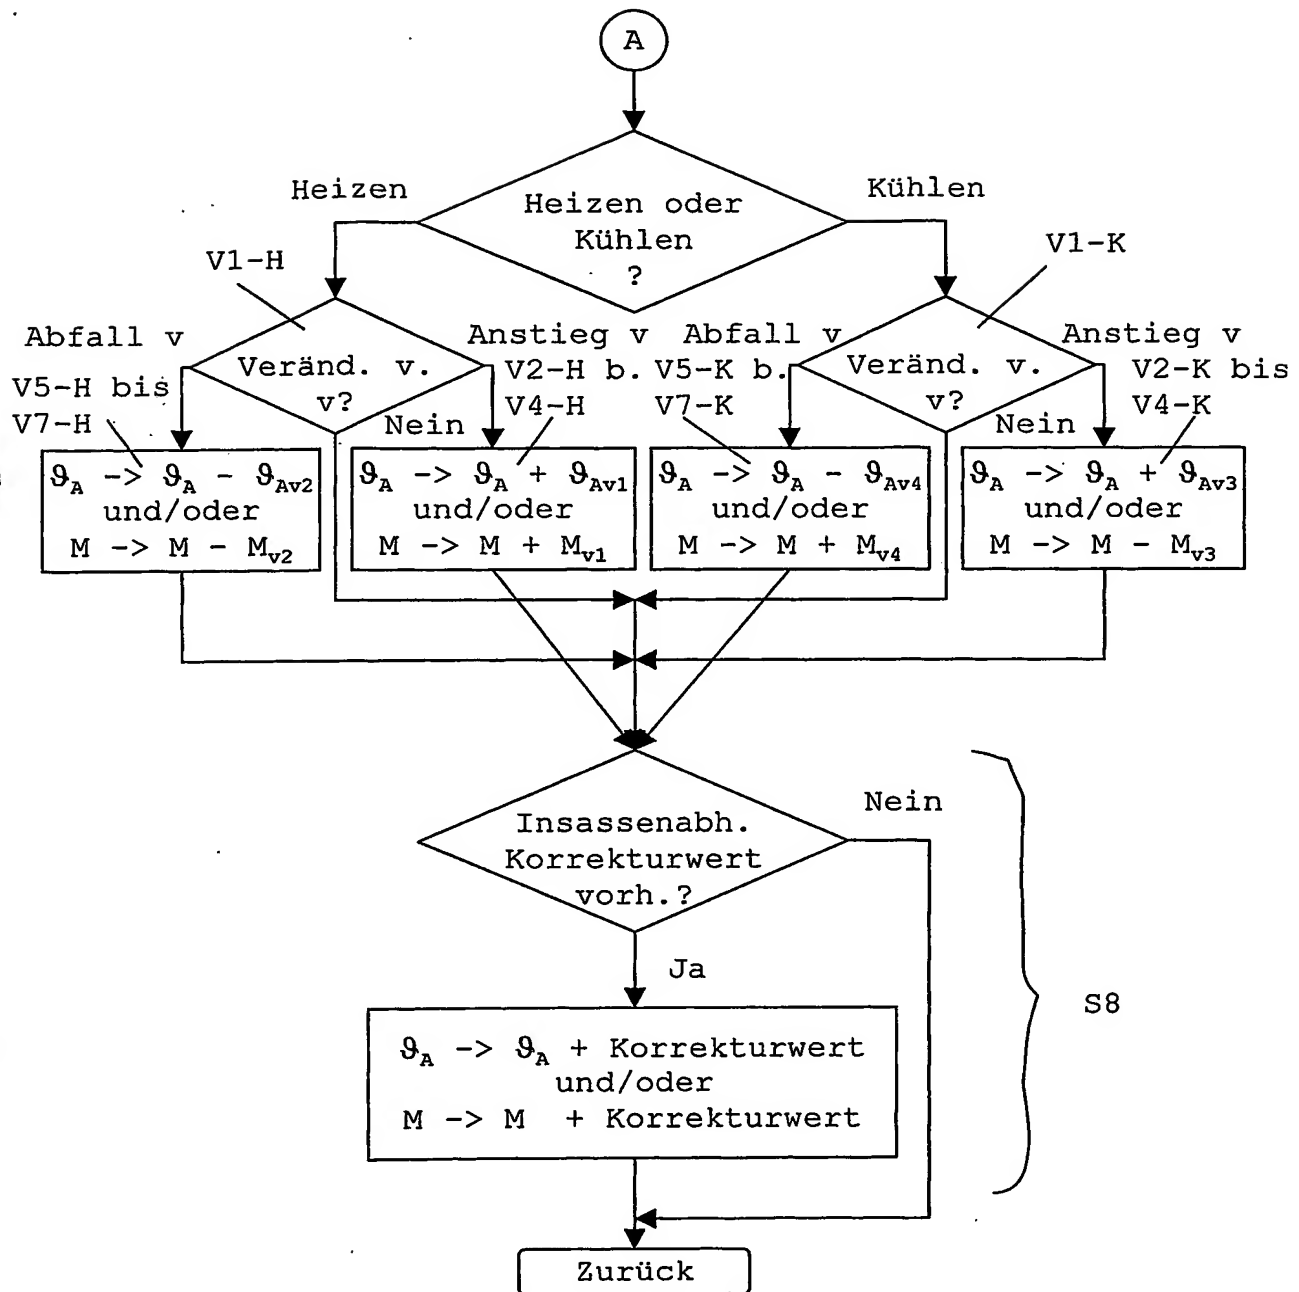 A
Heizen
Kühlen
Heizen oder
Kühlen
?
V1-H
V1-K
Abfall v
Anstieg v
Abfall v
Anstieg v
Veränd. v.
v?
Veränd. v.
v?
V5-H bis
V7-H
V2-H b.
V4-H
V5-K b.
V7-K
V2-K bis
V4-K
Nein
Nein
ϑA -> ϑA - ϑAv2
und/oder
M -> M - Mv2
ϑA -> ϑA + ϑAv1
und/oder
M -> M + Mv1
ϑA -> ϑA - ϑAv4
und/oder
M -> M + Mv4
ϑA -> ϑA + ϑAv3
und/oder
M -> M - Mv3
Nein
Insassenabh.
Korrekturwert
vorh.?
Ja
S8
ϑA -> ϑA + Korrekturwert
und/oder
M -> M + Korrekturwert
Zurück